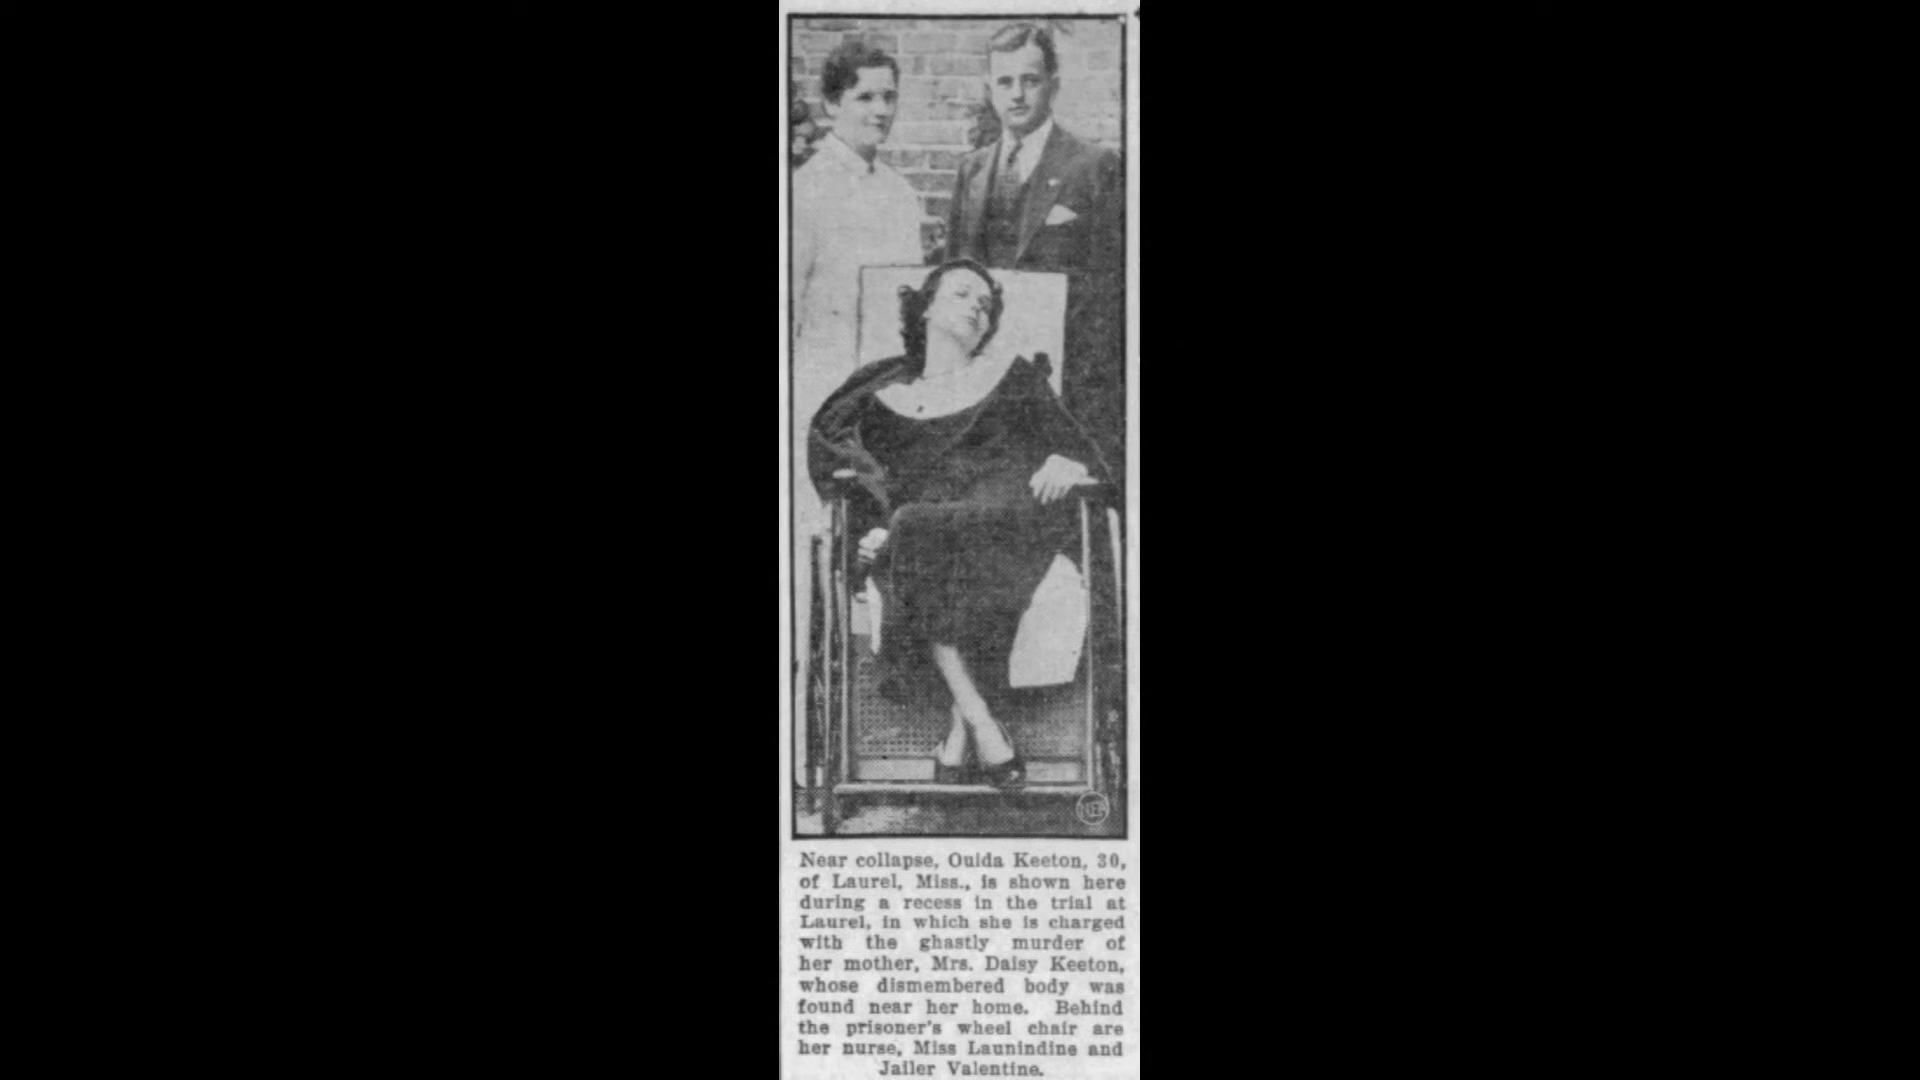 Near collapse, Ouida Keeton, 30,
of Laurel, Miss., is shown here
during a recess in the trial at
Laurel, in which she is charged
with the ghastly murder of
her mother, Mrs. Daisy Keeton,
whose dismembered body was
found near her home. Behind
the prisoner's wheel chair are
her nurse, Miss Launindine and
Jailer Valentine.